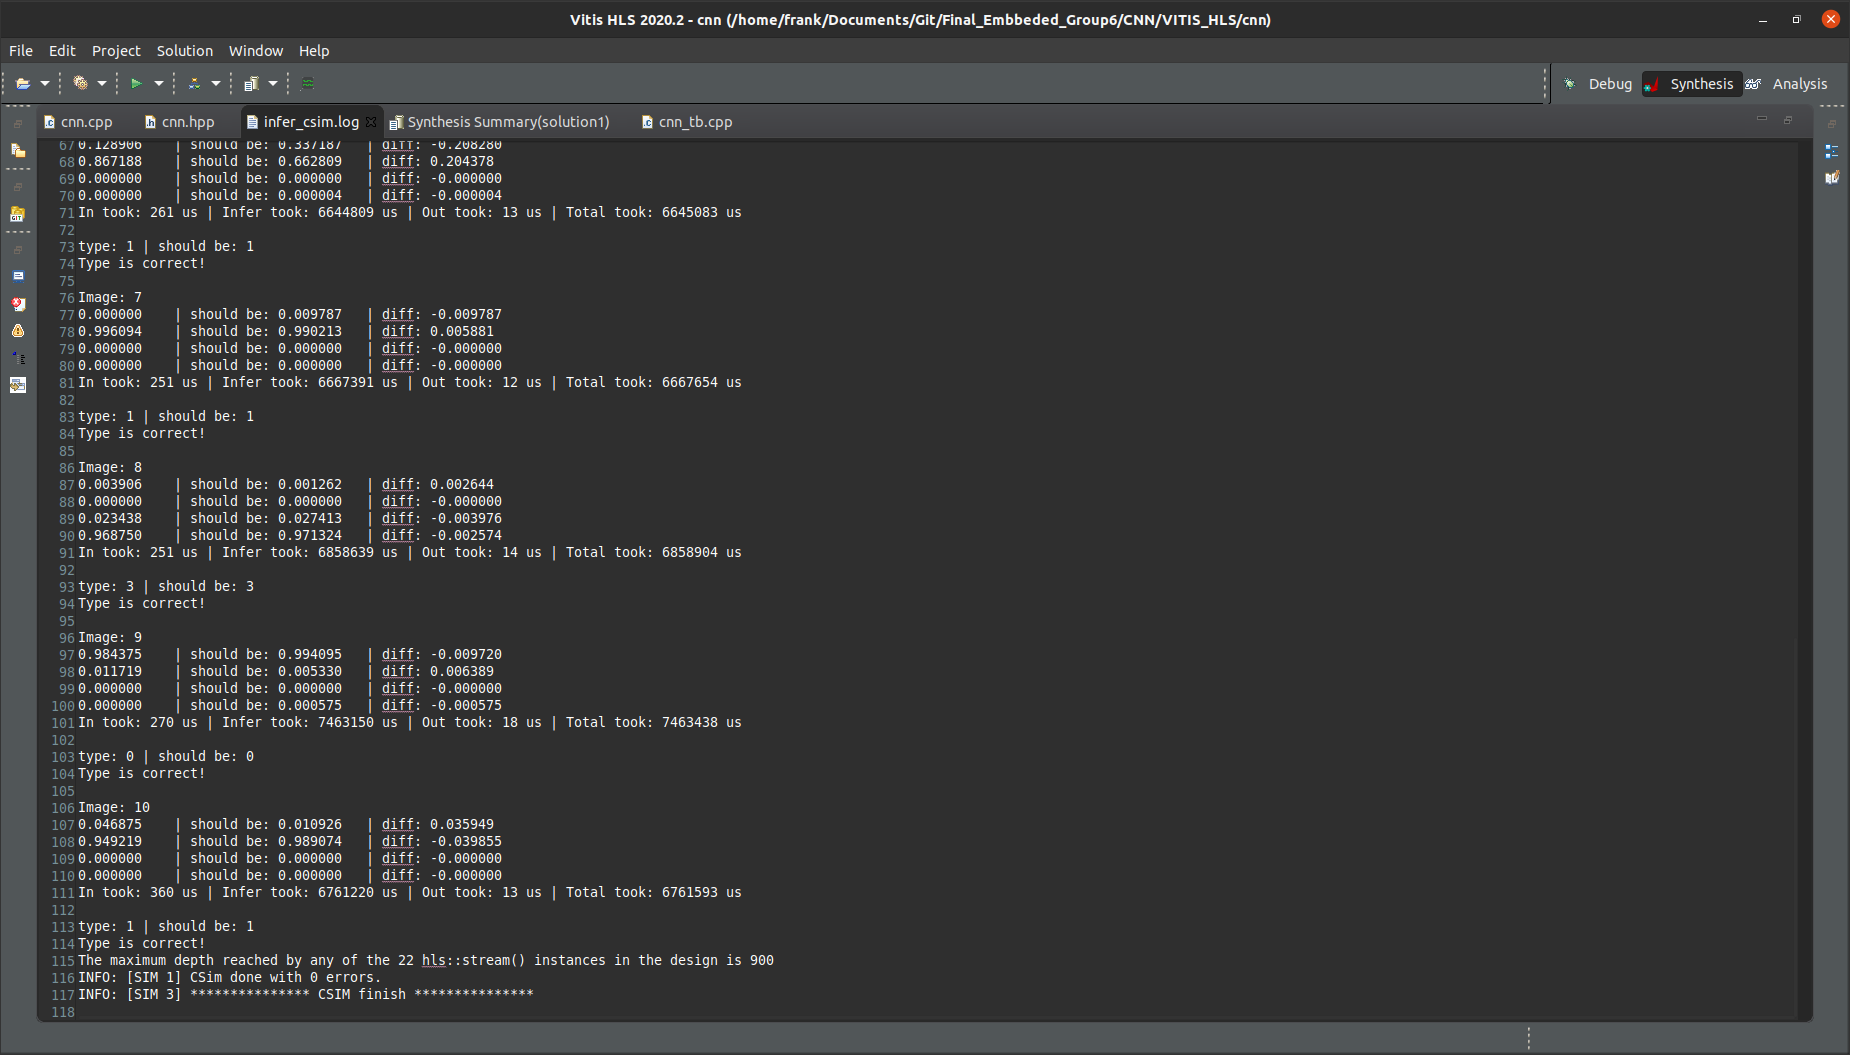 Vitis HLS 2020.2 - cnn (/home/frank/Documents/Git/Final_Embbeded_Group6/CNN/VITIS_HLS/cnn)
File Edit Project Solution Window Help
Debug Synthesis Analysis
cnn.cpp cnn.hpp infer_csim.log Synthesis Summary(solution1) cnn_tb.cpp
67 0.128906 | should be: 0.337187 | diff: -0.208280
68 0.867188 | should be: 0.662809 | diff: 0.204378
69 0.000000 | should be: 0.000000 | diff: -0.000000
70 0.000000 | should be: 0.000004 | diff: -0.000004
71 In took: 261 us | Infer took: 6644809 us | Out took: 13 us | Total took: 6645083 us
72
73 type: 1 | should be: 1
74 Type is correct!
75
76 Image: 7
77 0.000000 | should be: 0.009787 | diff: -0.009787
78 0.996094 | should be: 0.990213 | diff: 0.005881
79 0.000000 | should be: 0.000000 | diff: -0.000000
80 0.000000 | should be: 0.000000 | diff: -0.000000
81 In took: 251 us | Infer took: 6667391 us | Out took: 12 us | Total took: 6667654 us
82
83 type: 1 | should be: 1
84 Type is correct!
85
86 Image: 8
87 0.003906 | should be: 0.001262 | diff: 0.002644
88 0.000000 | should be: 0.000000 | diff: -0.000000
89 0.023438 | should be: 0.027413 | diff: -0.003976
90 0.968750 | should be: 0.971324 | diff: -0.002574
91 In took: 251 us | Infer took: 6858639 us | Out took: 14 us | Total took: 6858904 us
92
93 type: 3 | should be: 3
94 Type is correct!
95
96 Image: 9
97 0.984375 | should be: 0.994095 | diff: -0.009720
98 0.011719 | should be: 0.005330 | diff: 0.006389
99 0.000000 | should be: 0.000000 | diff: -0.000000
100 0.000000 | should be: 0.000575 | diff: -0.000575
101 In took: 270 us | Infer took: 7463150 us | Out took: 18 us | Total took: 7463438 us
102
103 type: 0 | should be: 0
104 Type is correct!
105
106 Image: 10
107 0.046875 | should be: 0.010926 | diff: 0.035949
108 0.949219 | should be: 0.989074 | diff: -0.039855
109 0.000000 | should be: 0.000000 | diff: -0.000000
110 0.000000 | should be: 0.000000 | diff: -0.000000
111 In took: 360 us | Infer took: 6761220 us | Out took: 13 us | Total took: 6761593 us
112
113 type: 1 | should be: 1
114 Type is correct!
115 The maximum depth reached by any of the 22 hls::stream() instances in the design is 900
116 INFO: [SIM 1] CSim done with 0 errors.
117 INFO: [SIM 3] *************** CSIM finish ***************
118